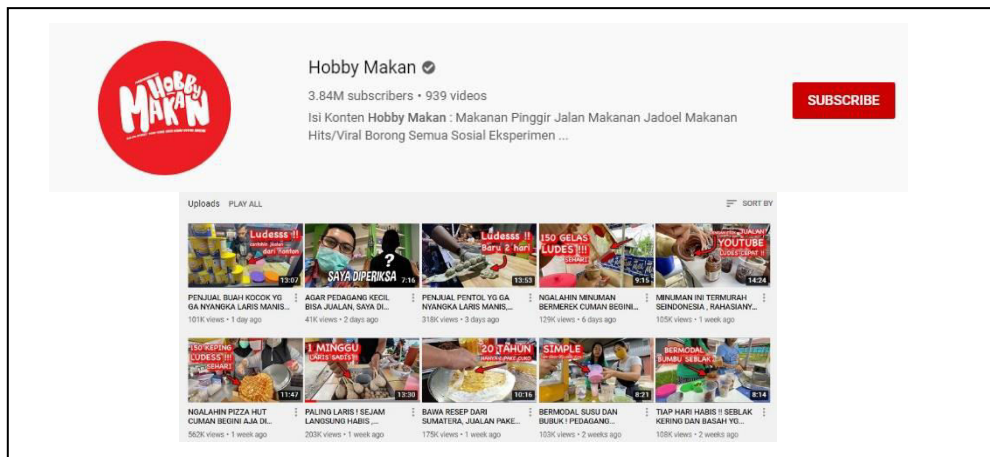 HOBBY
MAKAN
Hobby Makan
3.84M subscribers • 939 videos
Isi Konten Hobby Makan : Makanan Pinggir Jalan Makanan Jadoel Makanan
Hits/Viral Borong Semua Sosial Eksperimen ...
SUBSCRIBE
Uploads PLAY ALL
SORT BY
Ludesss !!
dari Nonton
13:07
PENJUAL BUAH KOCOK YG
GA NYANGKA LARIS MANIS...
101K views • 1 day ago
?
SAYA DIPERIKSA
7:16
AGAR PEDAGANG KECIL
BISA JUALAN, SAYA DI...
41K views • 2 days ago
Ludesss !!
Baru 2 hari
13:53
PENJUAL PENTOL YG GA
NYANGKA LARIS MANIS,...
318K views • 3 days ago
150 GELAS
LUDES !!!
SEHARI
9:15
NGALAHIN MINUMAN
BERMEREK CUMAN BEGINI...
129K views • 6 days ago
JUALAN
YOUTUBE
LUDES CEPAT !!
14:24
MINUMAN INI TERMURAH
SEINDONESIA , RAHASIANY...
105K views • 1 week ago
150 KEPING
LUDESS !!!
SEHARI
11:47
NGALAHIN PIZZA HUT
CUMAN BEGINI AJA DI...
562K views • 1 week ago
1 MINGGU
LARIS SADIS
13:30
PALING LARIS ! SEJAM
LANGSUNG HABIS ,...
203K views • 1 week ago
20 TAHUN
10:16
BAWA RESEP DARI
SUMATERA, JUALAN PAKE...
175K views • 1 week ago
SIMPLE
8:21
BERMODAL SUSU DAN
BUBUK ! PEDAGANG...
103K views • 2 weeks ago
BERMODAL
BUMBU SEBLAK
8:14
TIAP HARI HABIS !! SEBLAK
KERING DAN BASAH YG...
108K views • 2 weeks ago